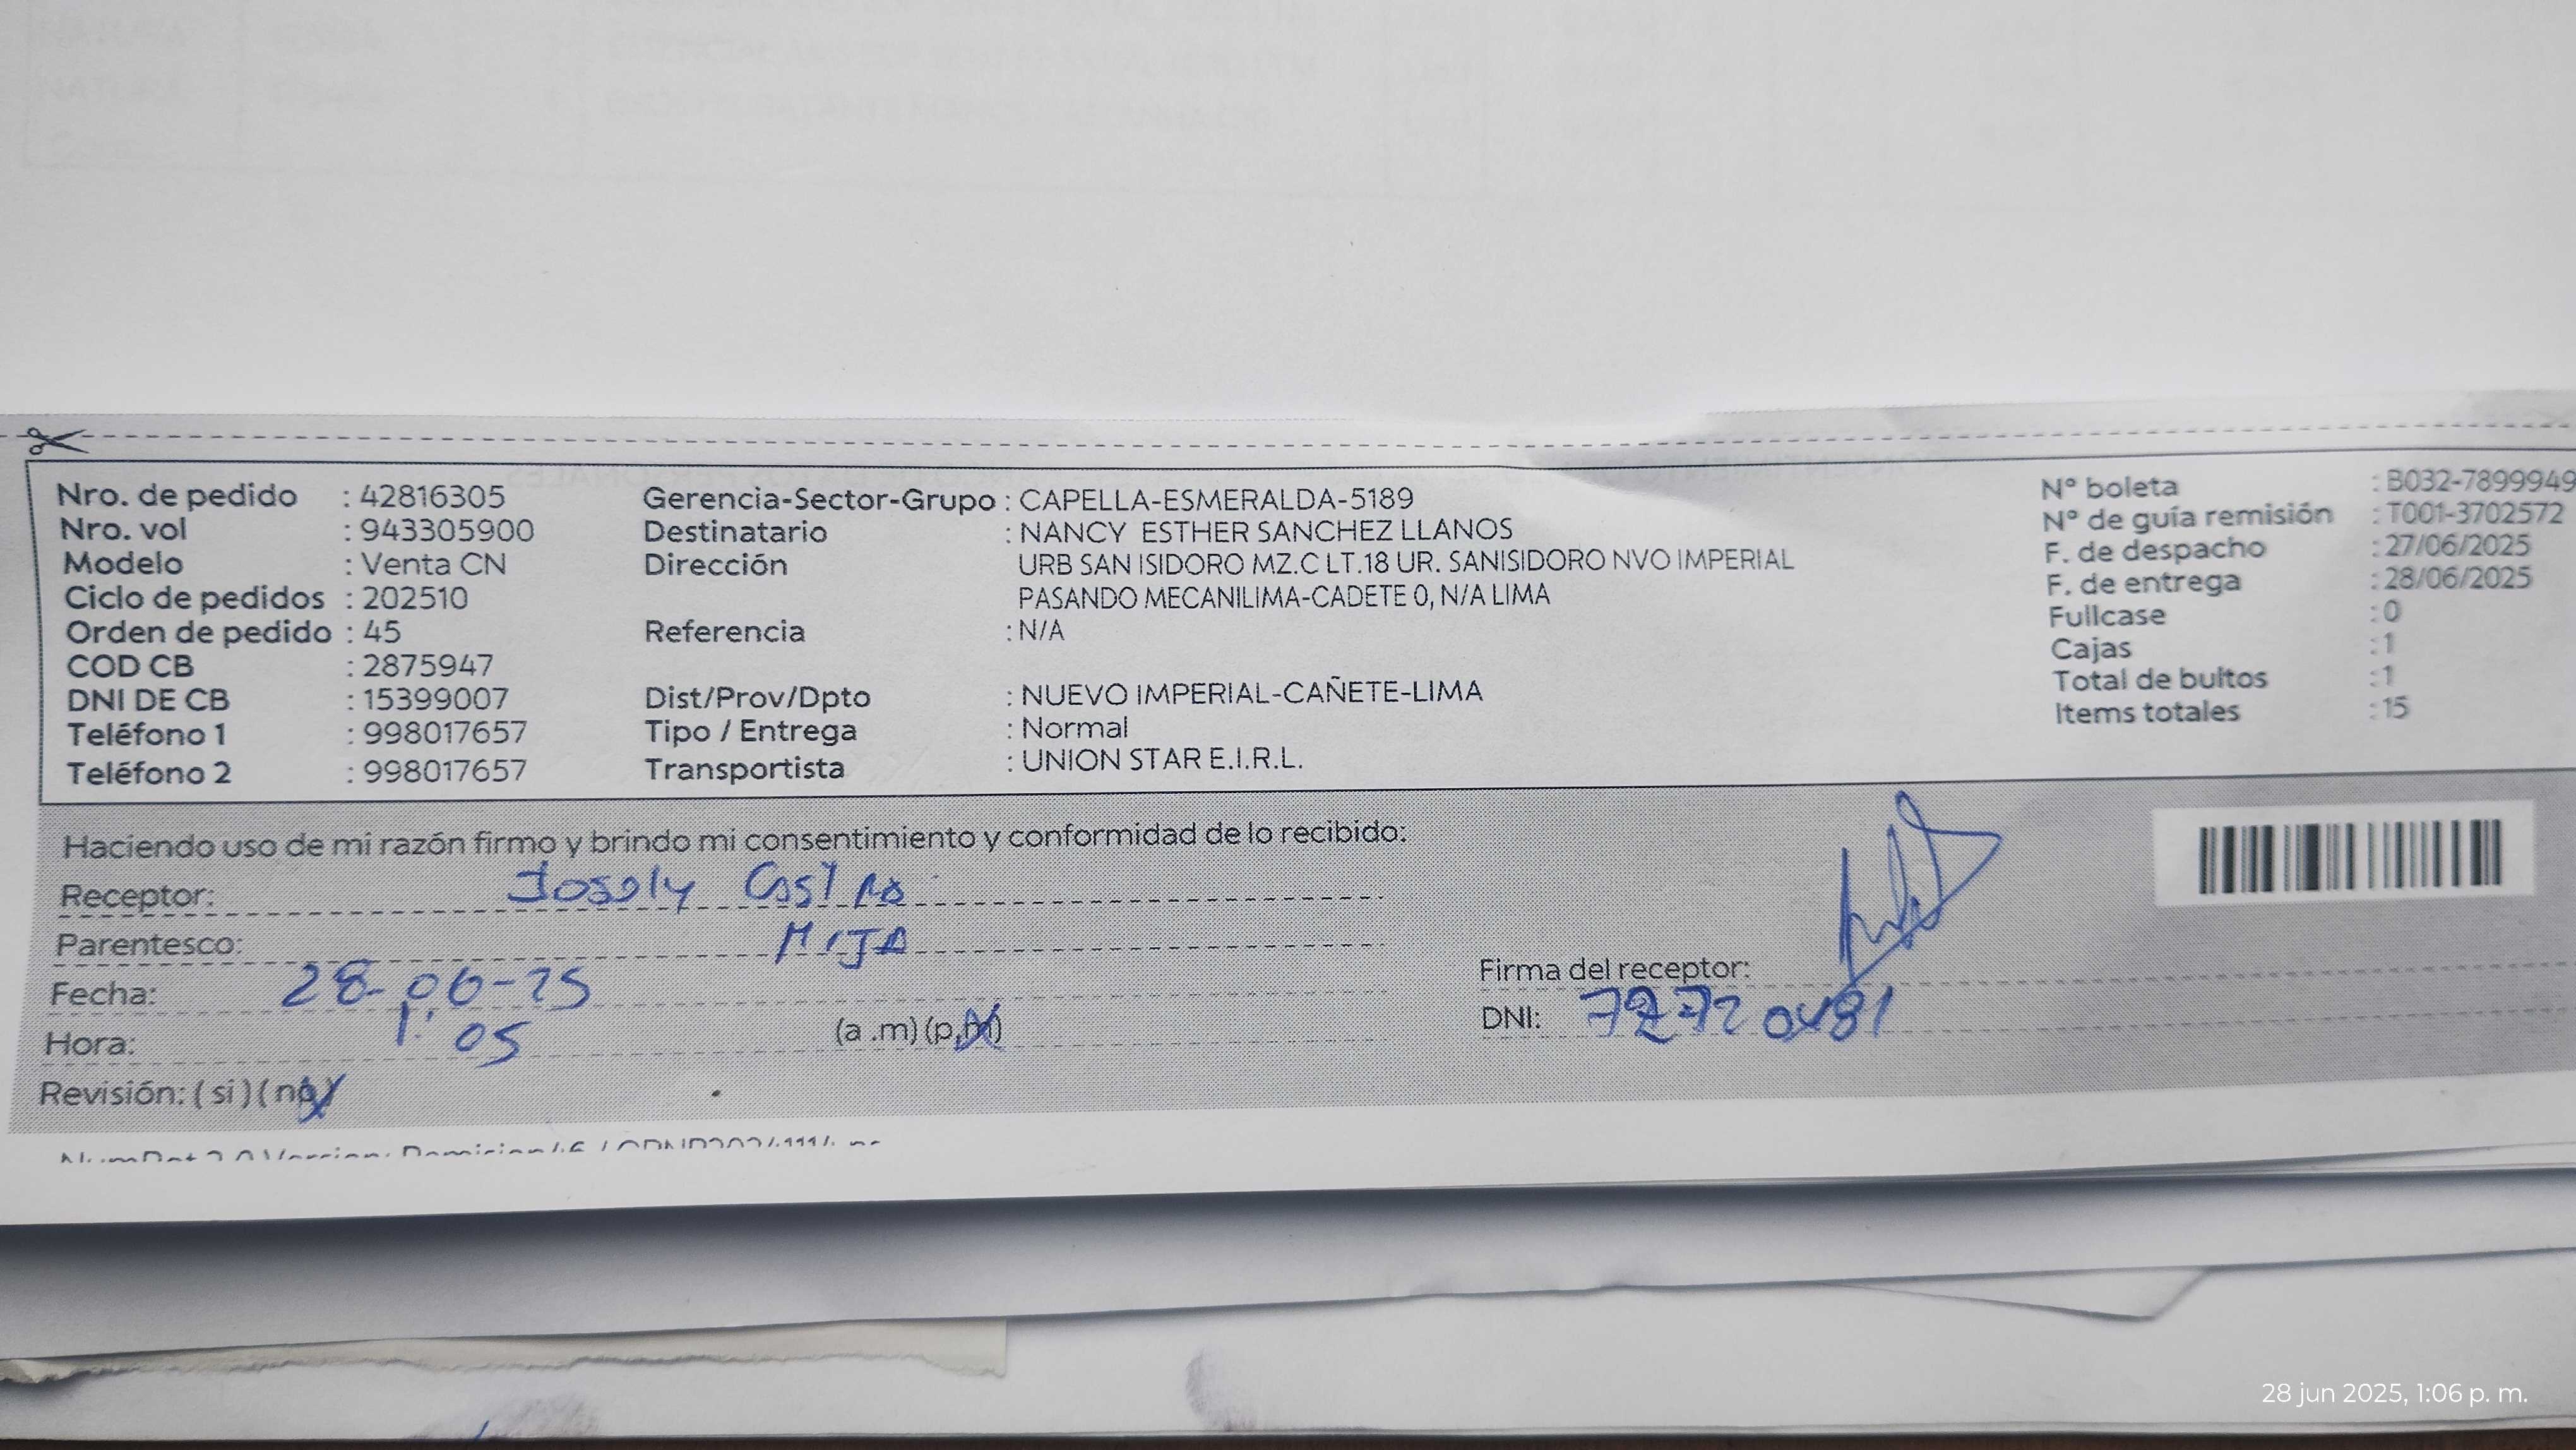 Nro. de pedido : 42816305
Nro. vol : 943305900
Modelo : Venta CN
Ciclo de pedidos : 202510
Orden de pedido : 45
COD CB : 2875947
DNI DE CB : 15399007
Teléfono 1 : 998017657
Teléfono 2 : 998017657
Gerencia-Sector-Grupo : CAPELLA-ESMERALDA-5189
Destinatario : NANCY ESTHER SANCHEZ LLANOS
Dirección URB SAN ISIDORO MZ.C LT.18 UR. SANISIDORO NVO IMPERIAL
PASANDO MECANILIMA-CADETE 0, N/A LIMA
Referencia : N/A
Dist/Prov/Dpto : NUEVO IMPERIAL-CAÑETE-LIMA
Tipo / Entrega : Normal
Transportista : UNION STAR E.I.R.L.
N° boleta : B032-7899949
N° de guía remisión : T001-3702572
F. de despacho : 27/06/2025
F. de entrega : 28/06/2025
Fullcase : 0
Cajas : 1
Total de bultos : 1
Items totales : 15
Haciendo uso de mi razón firmo y brindo mi consentimiento y conformidad de lo recibido:
Receptor: Castro
Parentesco: HIJA
Fecha: 28-06-25
Hora: 1:05 (a .m) (p.m)
Revisión: ( si ) ( no )
Firma del receptor:
DNI:
28 jun 2025, 1:06 p. m.